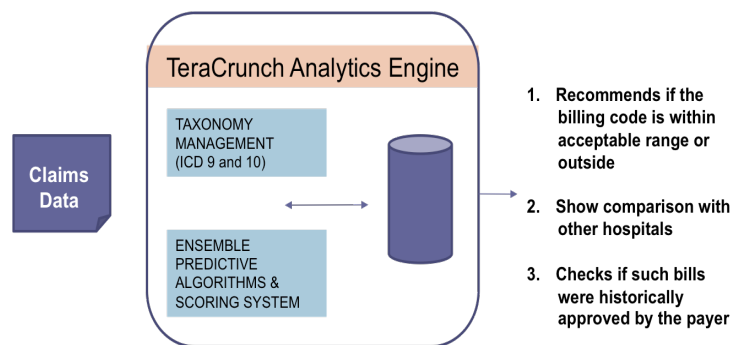 TeraCrunch Analytics Engine
Claims
Data
TAXONOMY
MANAGEMENT
(ICD 9 and 10)
ENSEMBLE
PREDICTIVE
ALGORITHMS &
SCORING SYSTEM
1. Recommends if the
billing code is within
acceptable range or
outside
2. Show comparison with
other hospitals
3. Checks if such bills
were historically
approved by the payer